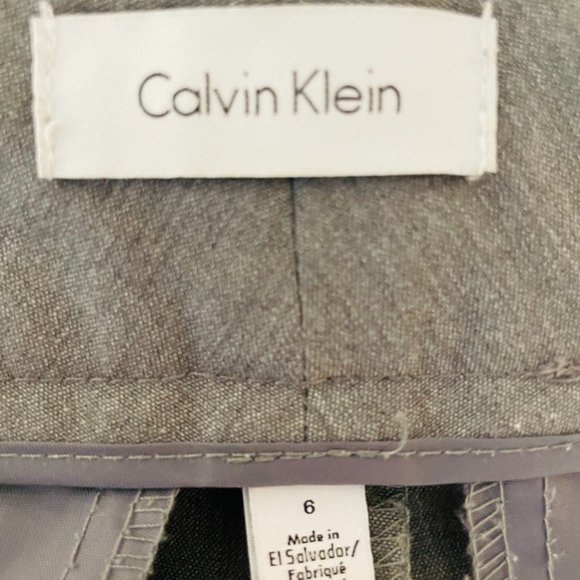 Calvin Klein
6
Made in
El Salvador/
Fabriqué